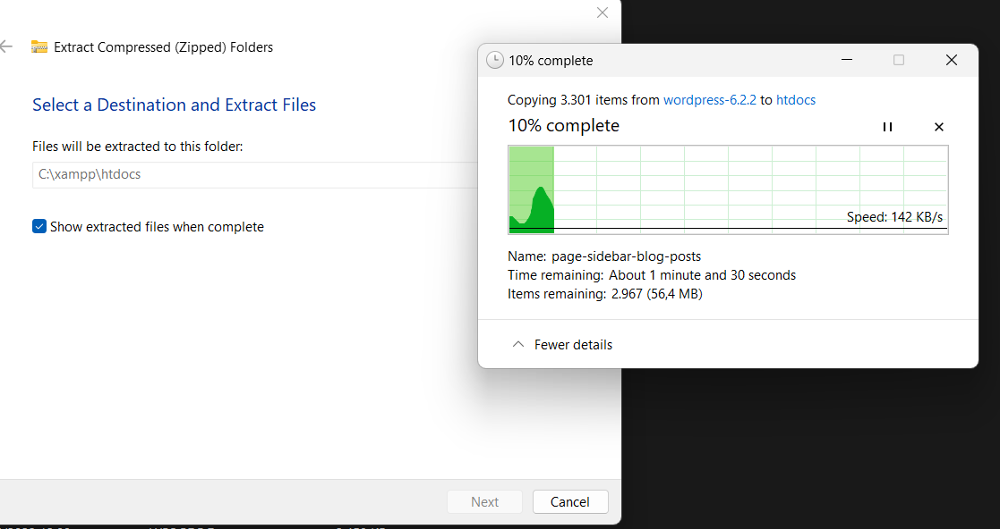 Extract Compressed (Zipped) Folders
Select a Destination and Extract Files
Files will be extracted to this folder:
C:\xampp\htdocs
Show extracted files when complete
Next
Cancel
10% complete
Copying 3.301 items from wordpress-6.2.2 to htdocs
10% complete
Speed: 142 KB/s
Name: page-sidebar-blog-posts
Time remaining: About 1 minute and 30 seconds
Items remaining: 2.967 (56,4 MB)
Fewer details